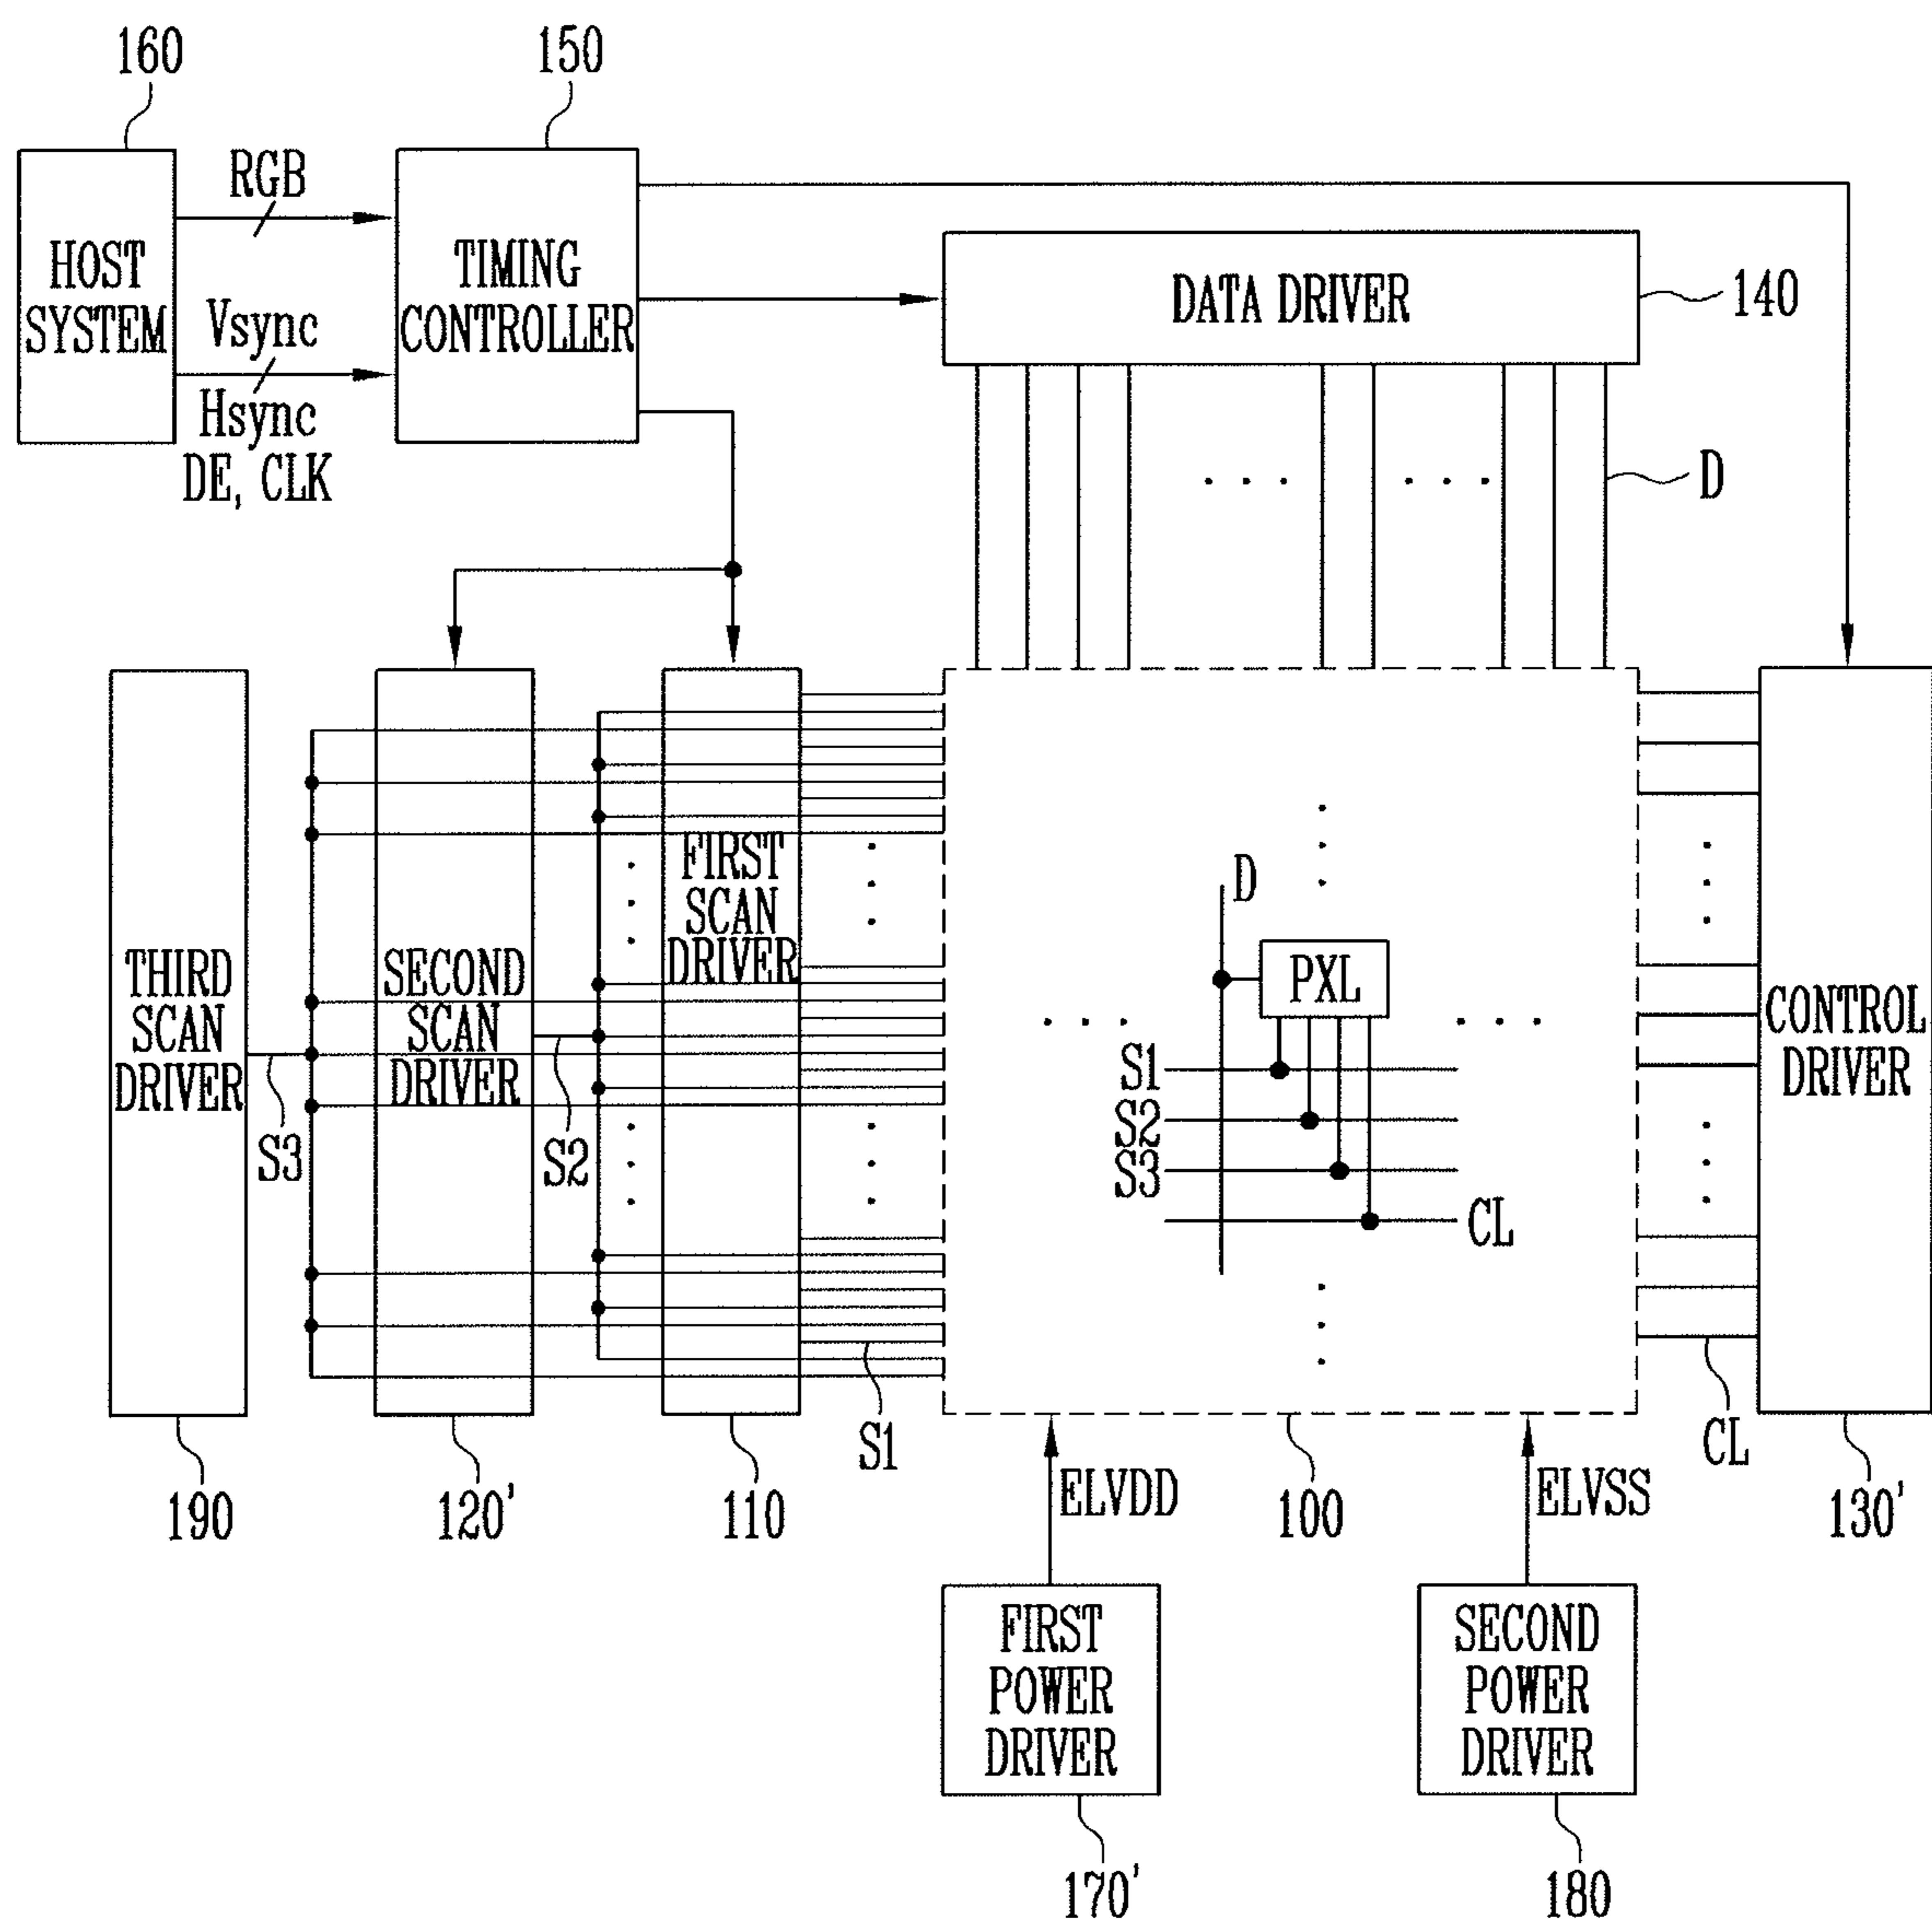 160
150
RGB
HOST
SYSTEM
Vsync
Hsync
DE, CLK
TIMING
CONTROLLER
DATA DRIVER
140
D
THIRD
SCAN
DRIVER
S3
SECOND
SCAN
DRIVER
S2
FIRST
SCAN
DRIVER
S1
D
PXL
S1
S2
S3
CL
CONTROL
DRIVER
CL
190
120'
110
ELVDD
100
ELVSS
130'
FIRST
POWER
DRIVER
SECOND
POWER
DRIVER
170'
180